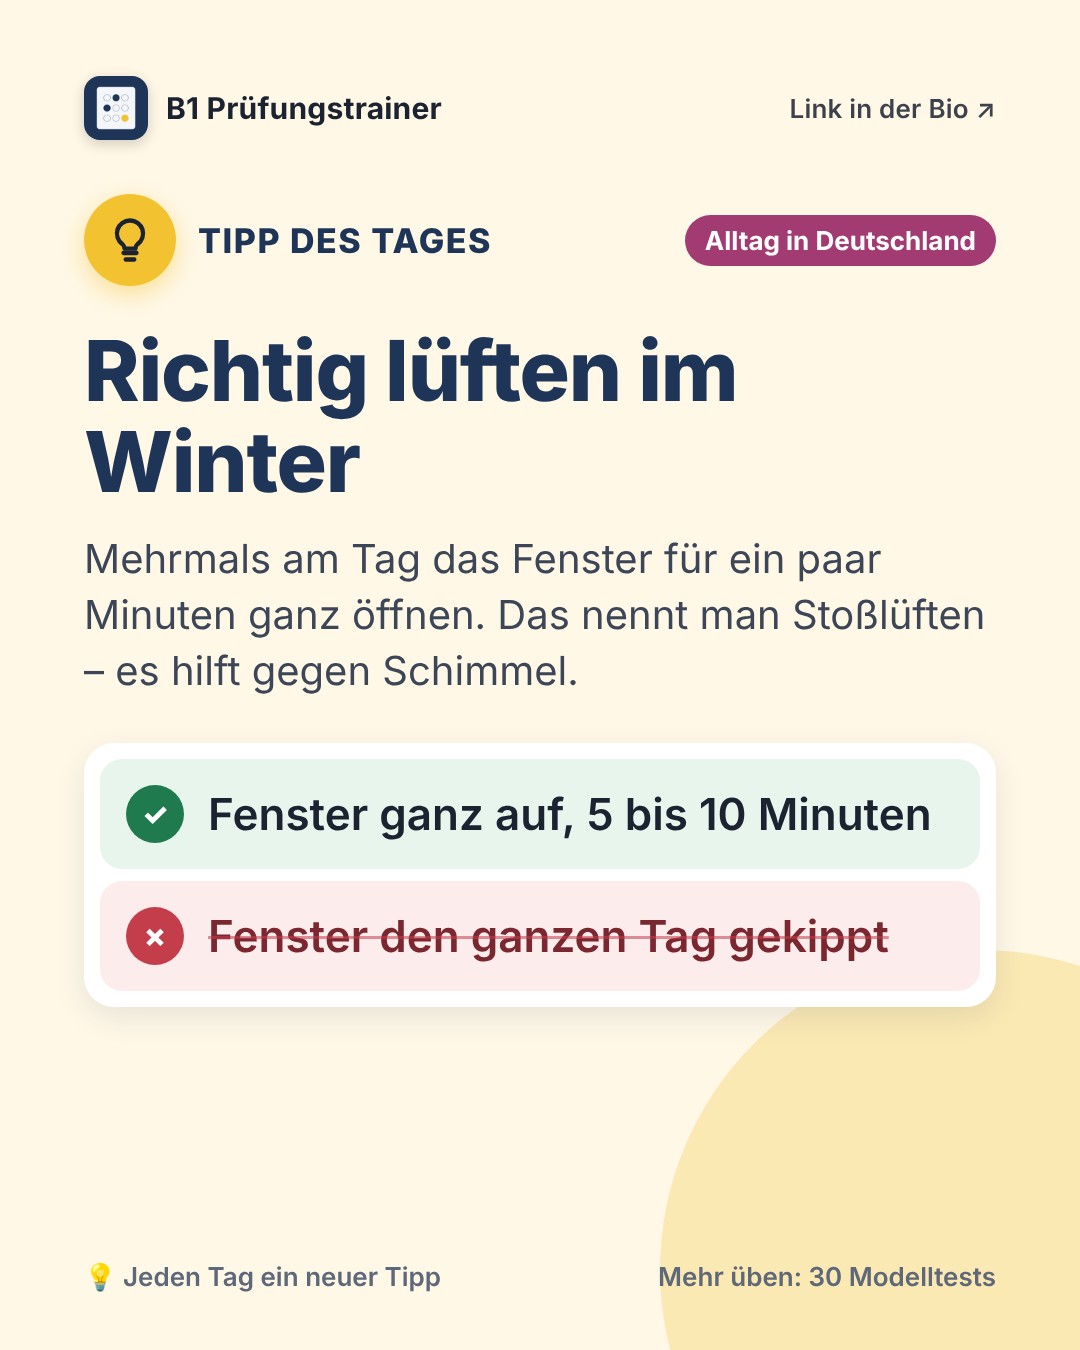 B1 Prüfungstrainer
Link in der Bio ↗
TIPP DES TAGES
Alltag in Deutschland
Richtig lüften im
Winter
Mehrmals am Tag das Fenster für ein paar
Minuten ganz öffnen. Das nennt man Stoßlüften
– es hilft gegen Schimmel.
Fenster ganz auf, 5 bis 10 Minuten
Fenster den ganzen Tag gekippt
💡 Jeden Tag ein neuer Tipp
Mehr üben: 30 Modelltests